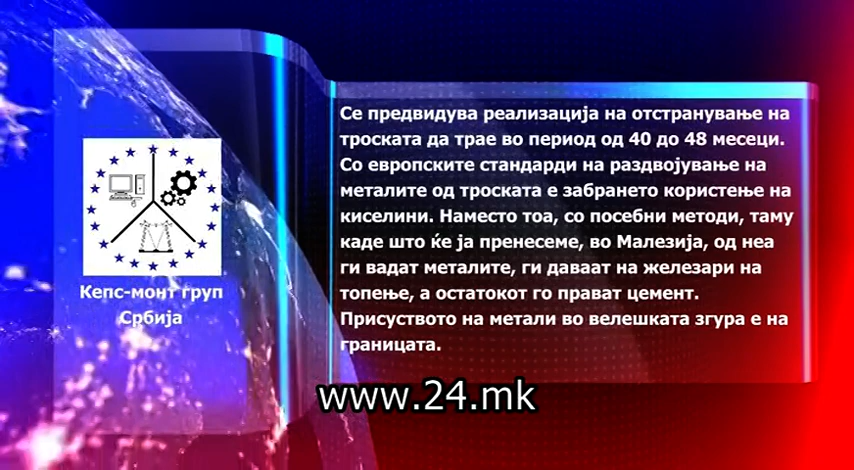 Се предвидува реализација на отстранување на
троската да трае во период од 40 до 48 месеци.
Со европските стандарди на раздвојување на
металите од троската е забрането користење на
киселини. Наместо тоа, со посебни методи, таму
каде што ќе ја пренесеме, во Малезија, од неа
ги вадат металите, ги даваат на железари на
топење, а остатокот го прават цемент.
Присуството на метали во велешката згура е на
границата.
Кепс-монт груп
Србија
www.24.mk